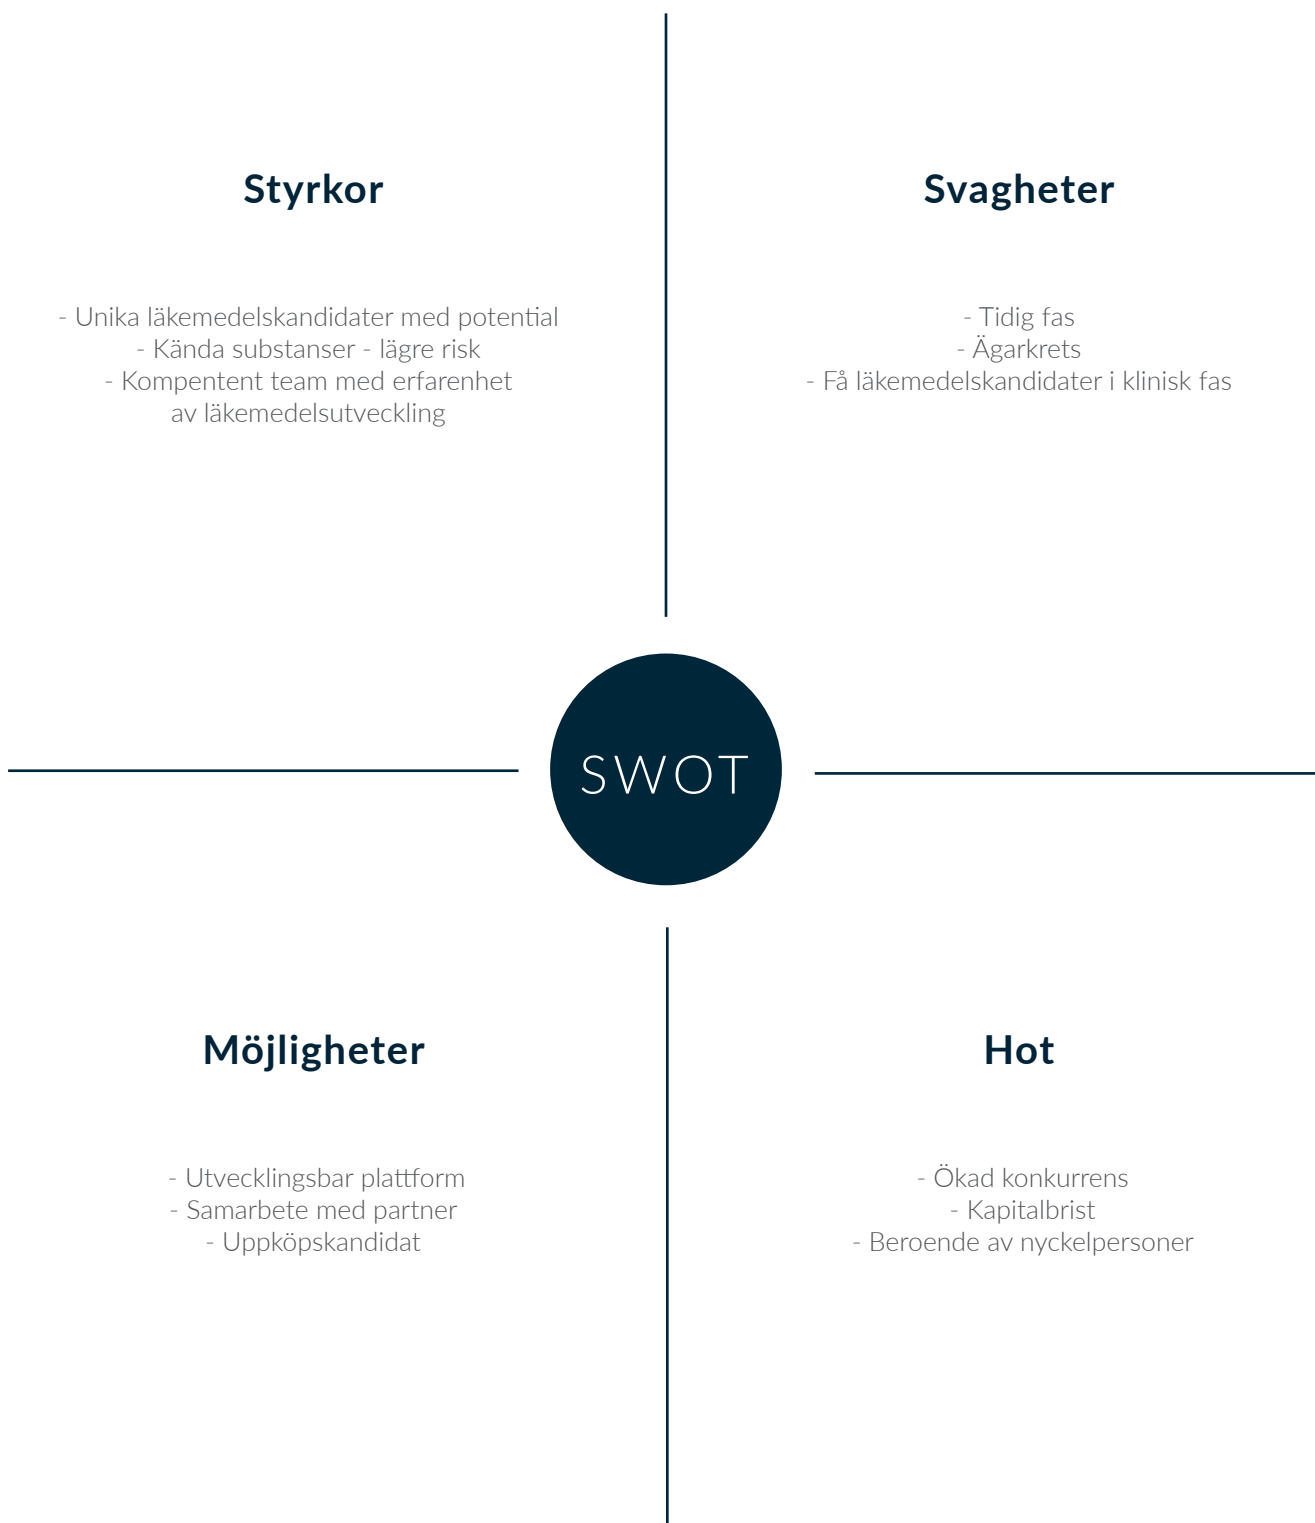 Styrkor
- Unika läkemedelskandidater med potential
- Kända substanser - lägre risk
- Kompentent team med erfarenhet
av läkemedelsutveckling
Svagheter
- Tidig fas
- Ägarkrets
- Få läkemedelskandidater i klinisk fas
SWOT
Möjligheter
- Utvecklingsbar plattform
- Samarbete med partner
- Uppköpskandidat
Hot
- Ökad konkurrens
- Kapitalbrist
- Beroende av nyckelpersoner